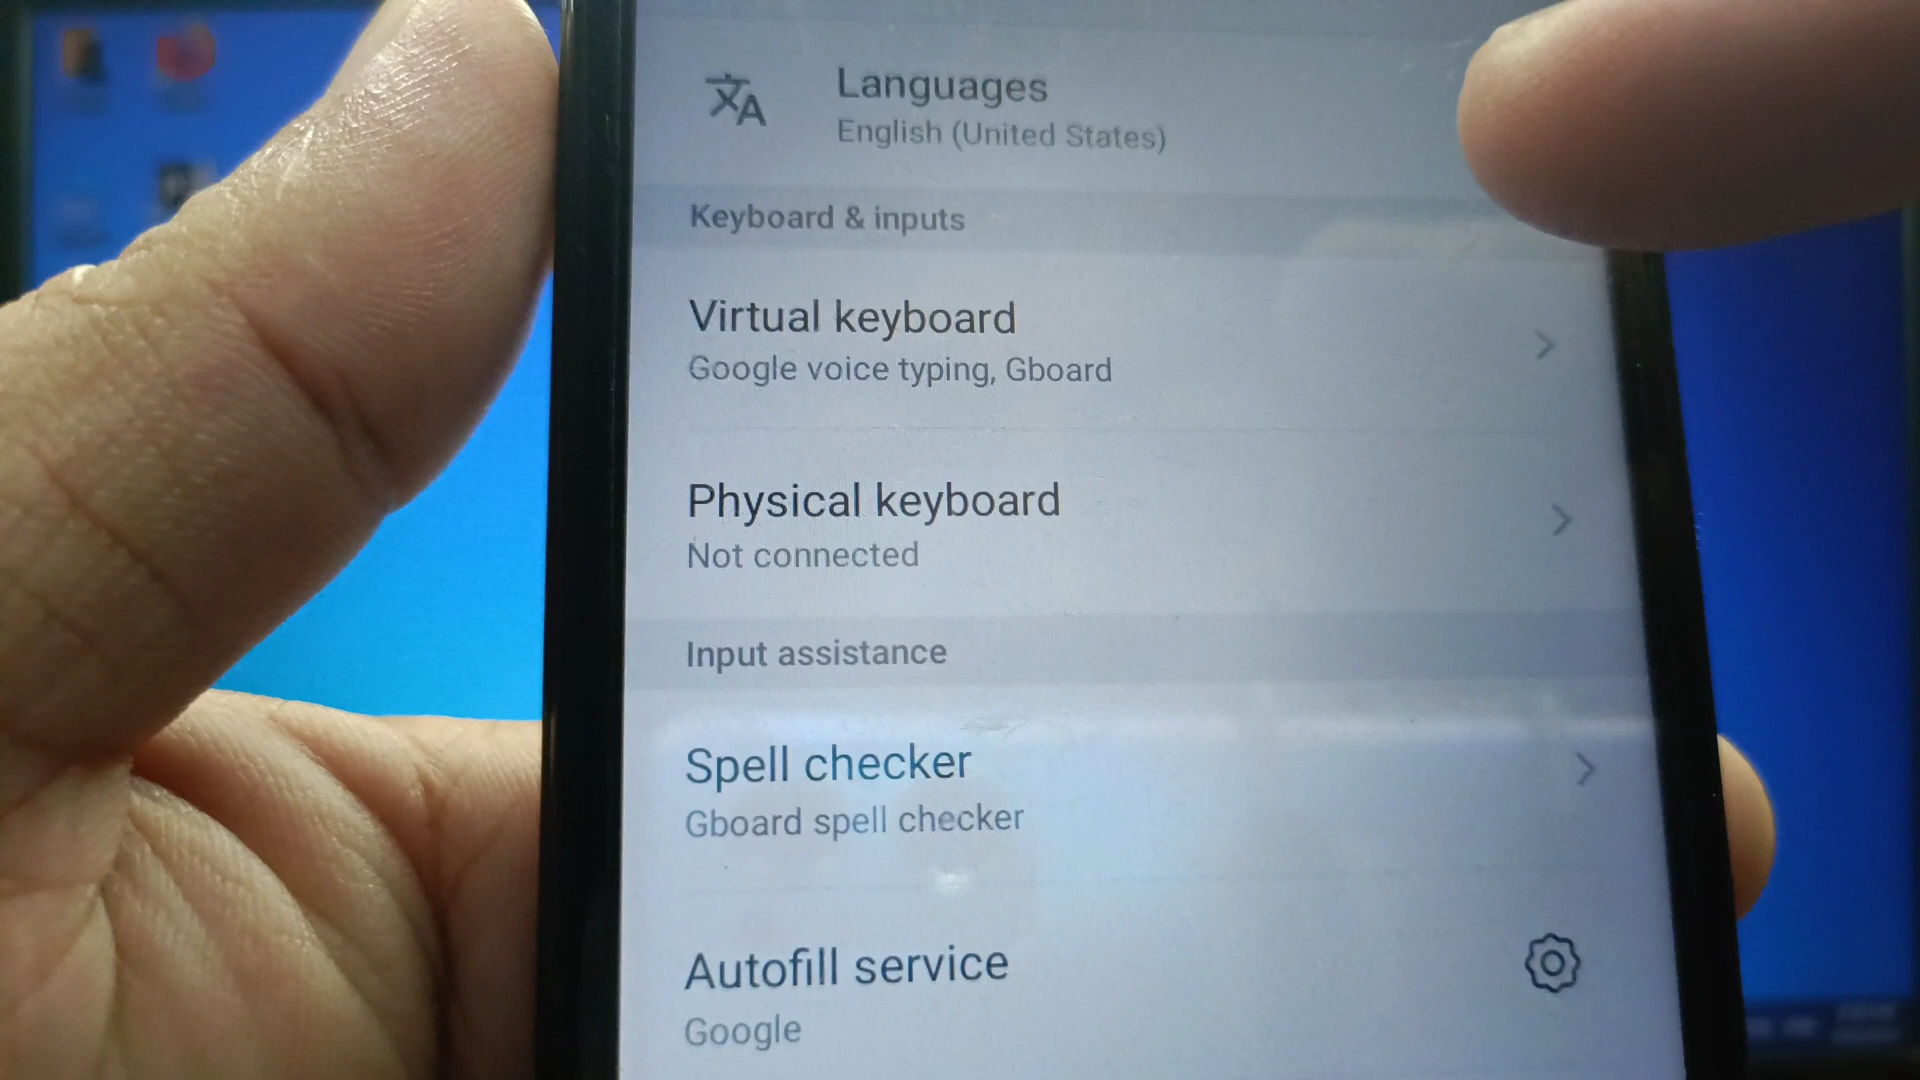 Languages
English (United States)
Keyboard & inputs
Virtual keyboard
Google voice typing, Gboard
Physical keyboard
Not connected
Input assistance
Spell checker
Gboard spell checker
Autofill service
Google